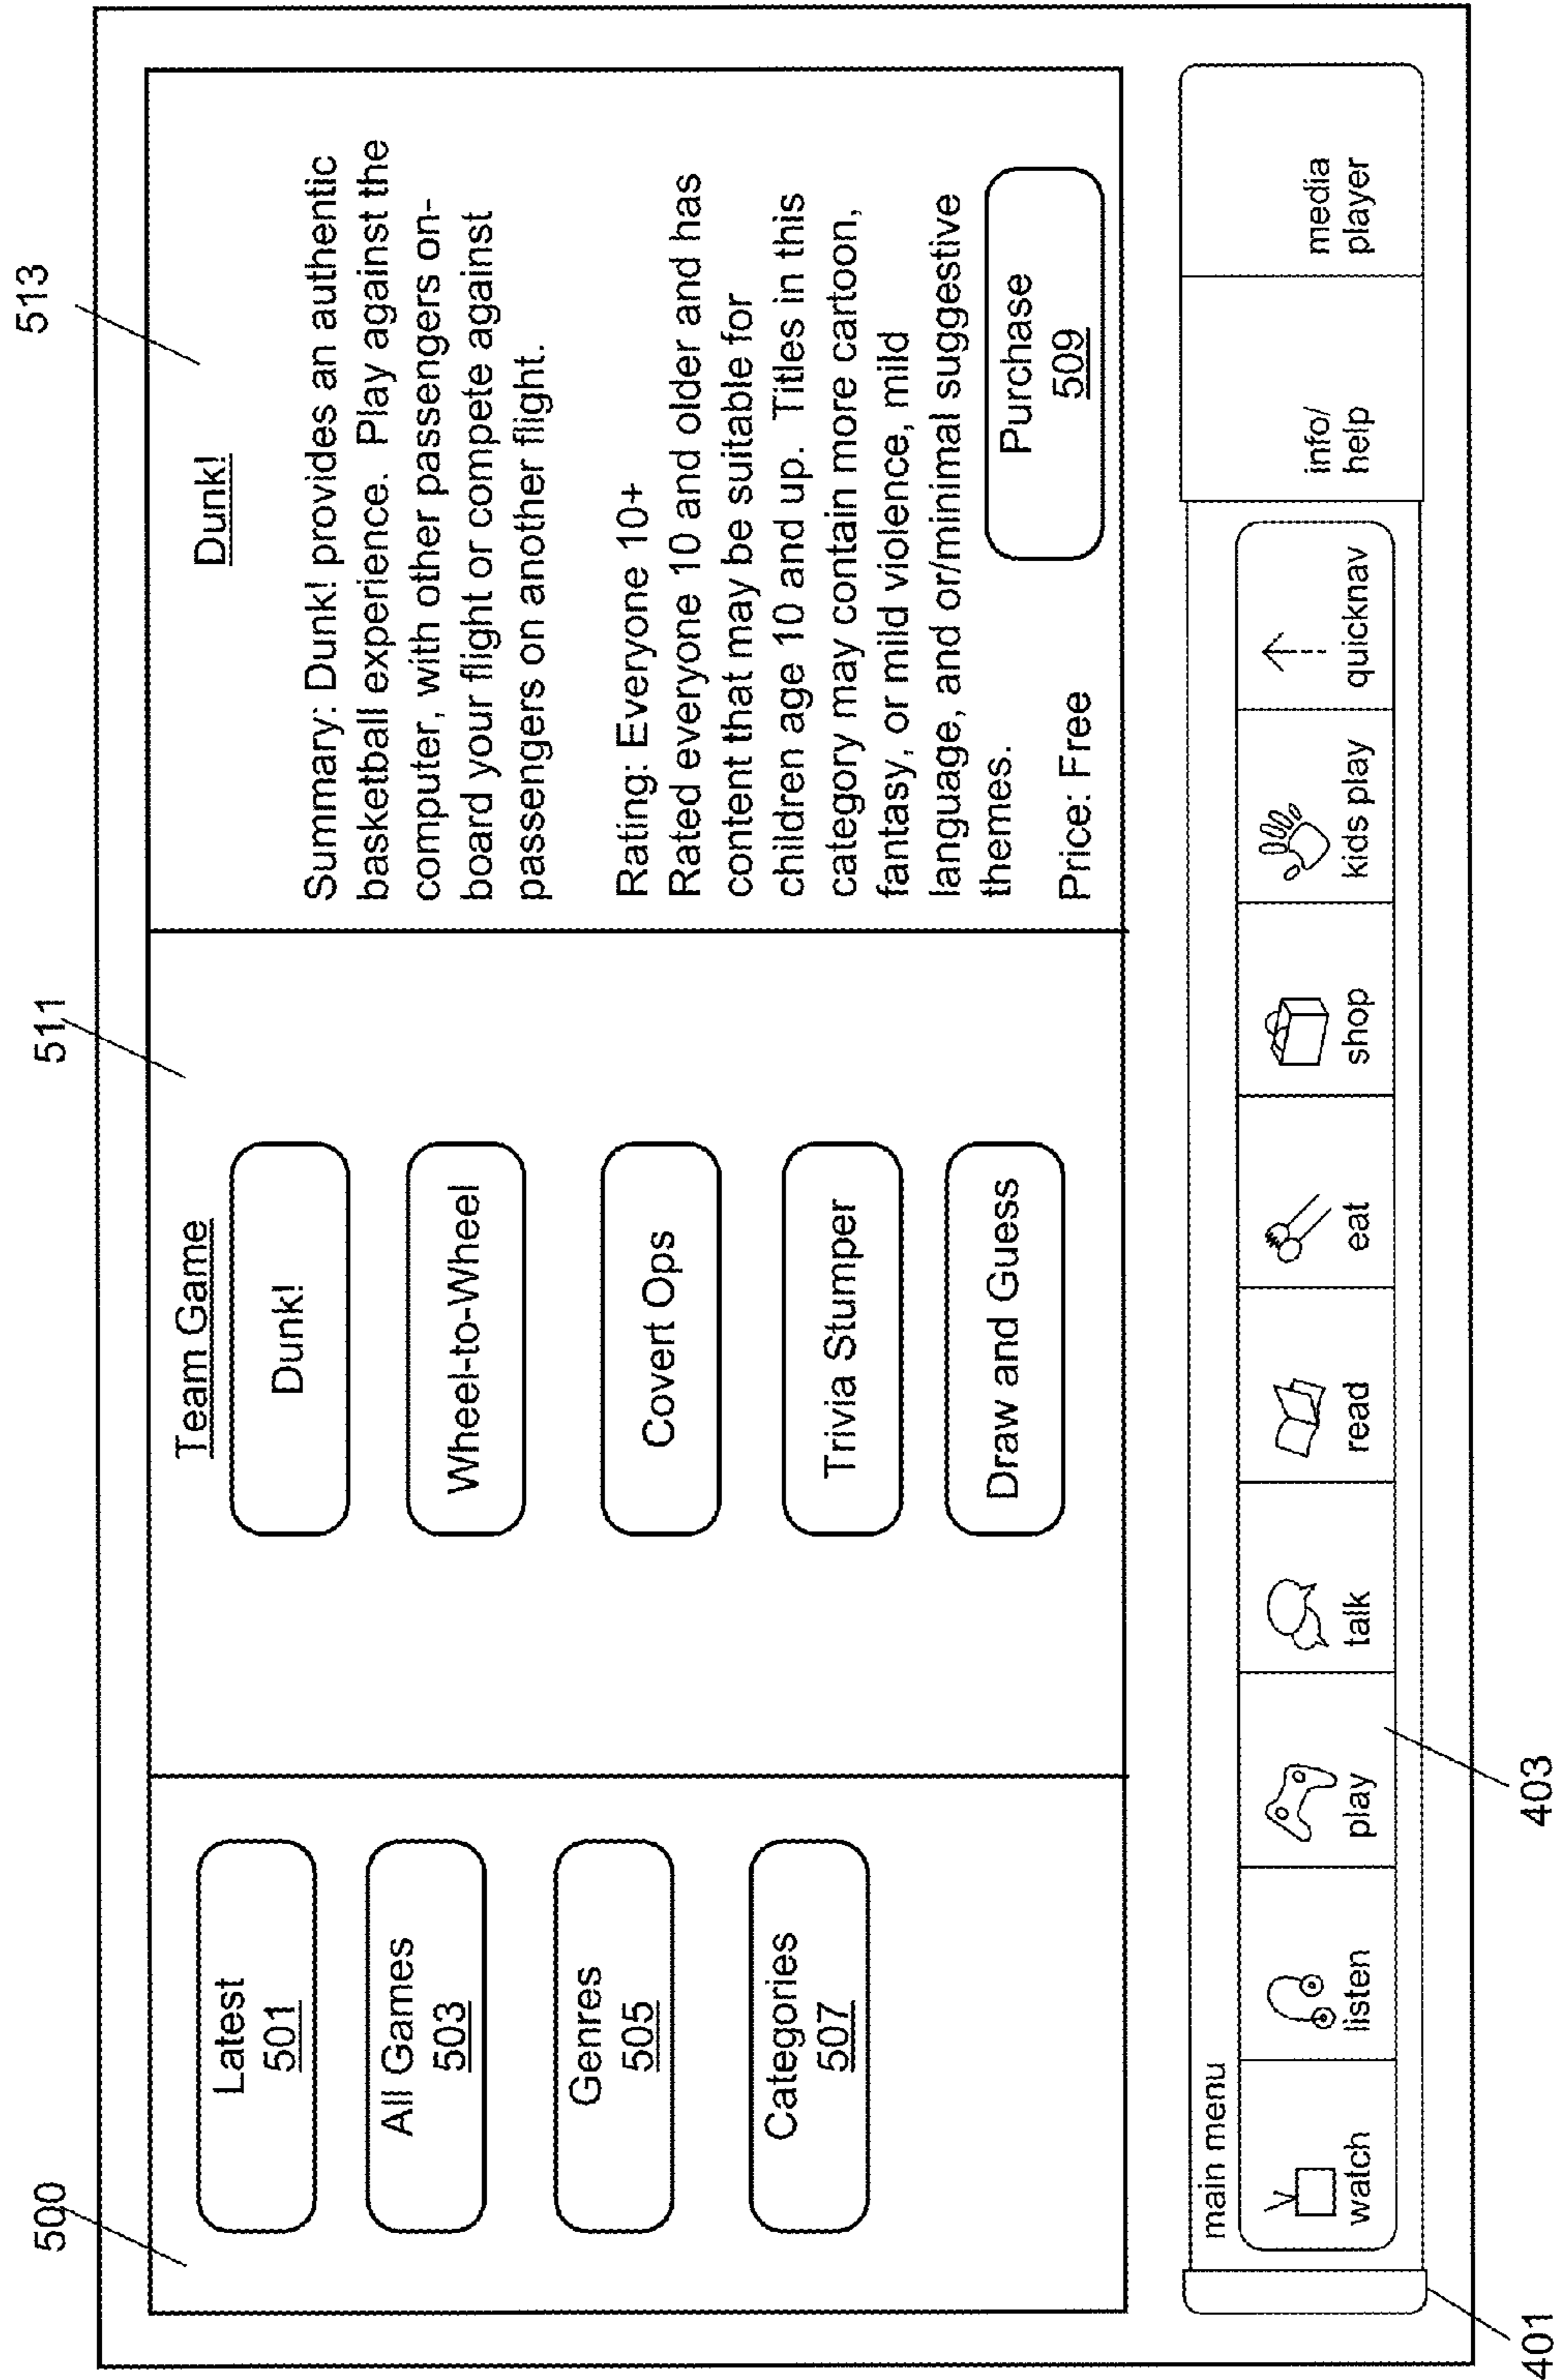 500
511
513
Latest
501
All Games
503
Genres
505
Categories
507
Team Game
Dunk!
Wheel-to-Wheel
Covert Ops
Trivia Stumper
Draw and Guess
Dunk!
Summary: Dunk! provides an authentic
basketball experience.  Play against the
computer, with other passengers on-
board your flight or compete against
passengers on another flight.
Rating: Everyone 10+
Rated everyone 10 and older and has
content that may be suitable for
children age 10 and up.  Titles in this
category may contain more cartoon,
fantasy, or mild violence, mild
language, and or/minimal suggestive
themes.
Price: Free
Purchase
509
main menu
watch
listen
play
talk
read
eat
shop
kids play
quicknav
info/
help
media
player
401
403